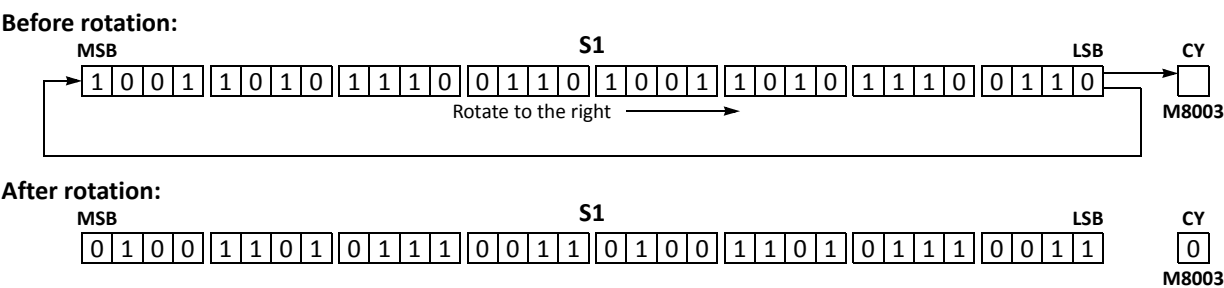 Before rotation:
MSB S1 LSB CY
1 0 0 1 1 0 1 0 1 1 1 0 0 1 1 0 1 0 0 1 1 0 1 0 1 1 1 0 0 1 1 0
Rotate to the right M8003
After rotation:
MSB S1 LSB CY
0 1 0 0 1 1 0 1 0 1 1 1 0 0 1 1 0 1 0 0 1 1 0 1 0 1 1 1 0 0 1 1 0
M8003